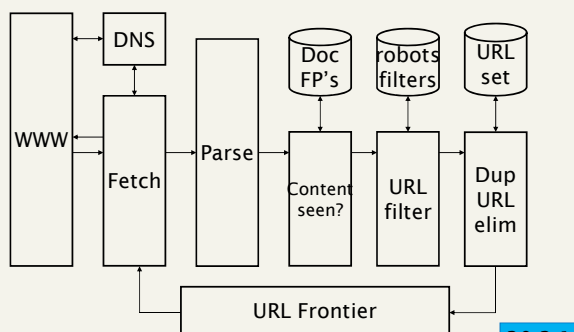 DNS
Doc
FP's
robots
filters
URL
set
WWW
Fetch
Parse
Content
seen?
URL
filter
Dup
URL
elim
URL Frontier